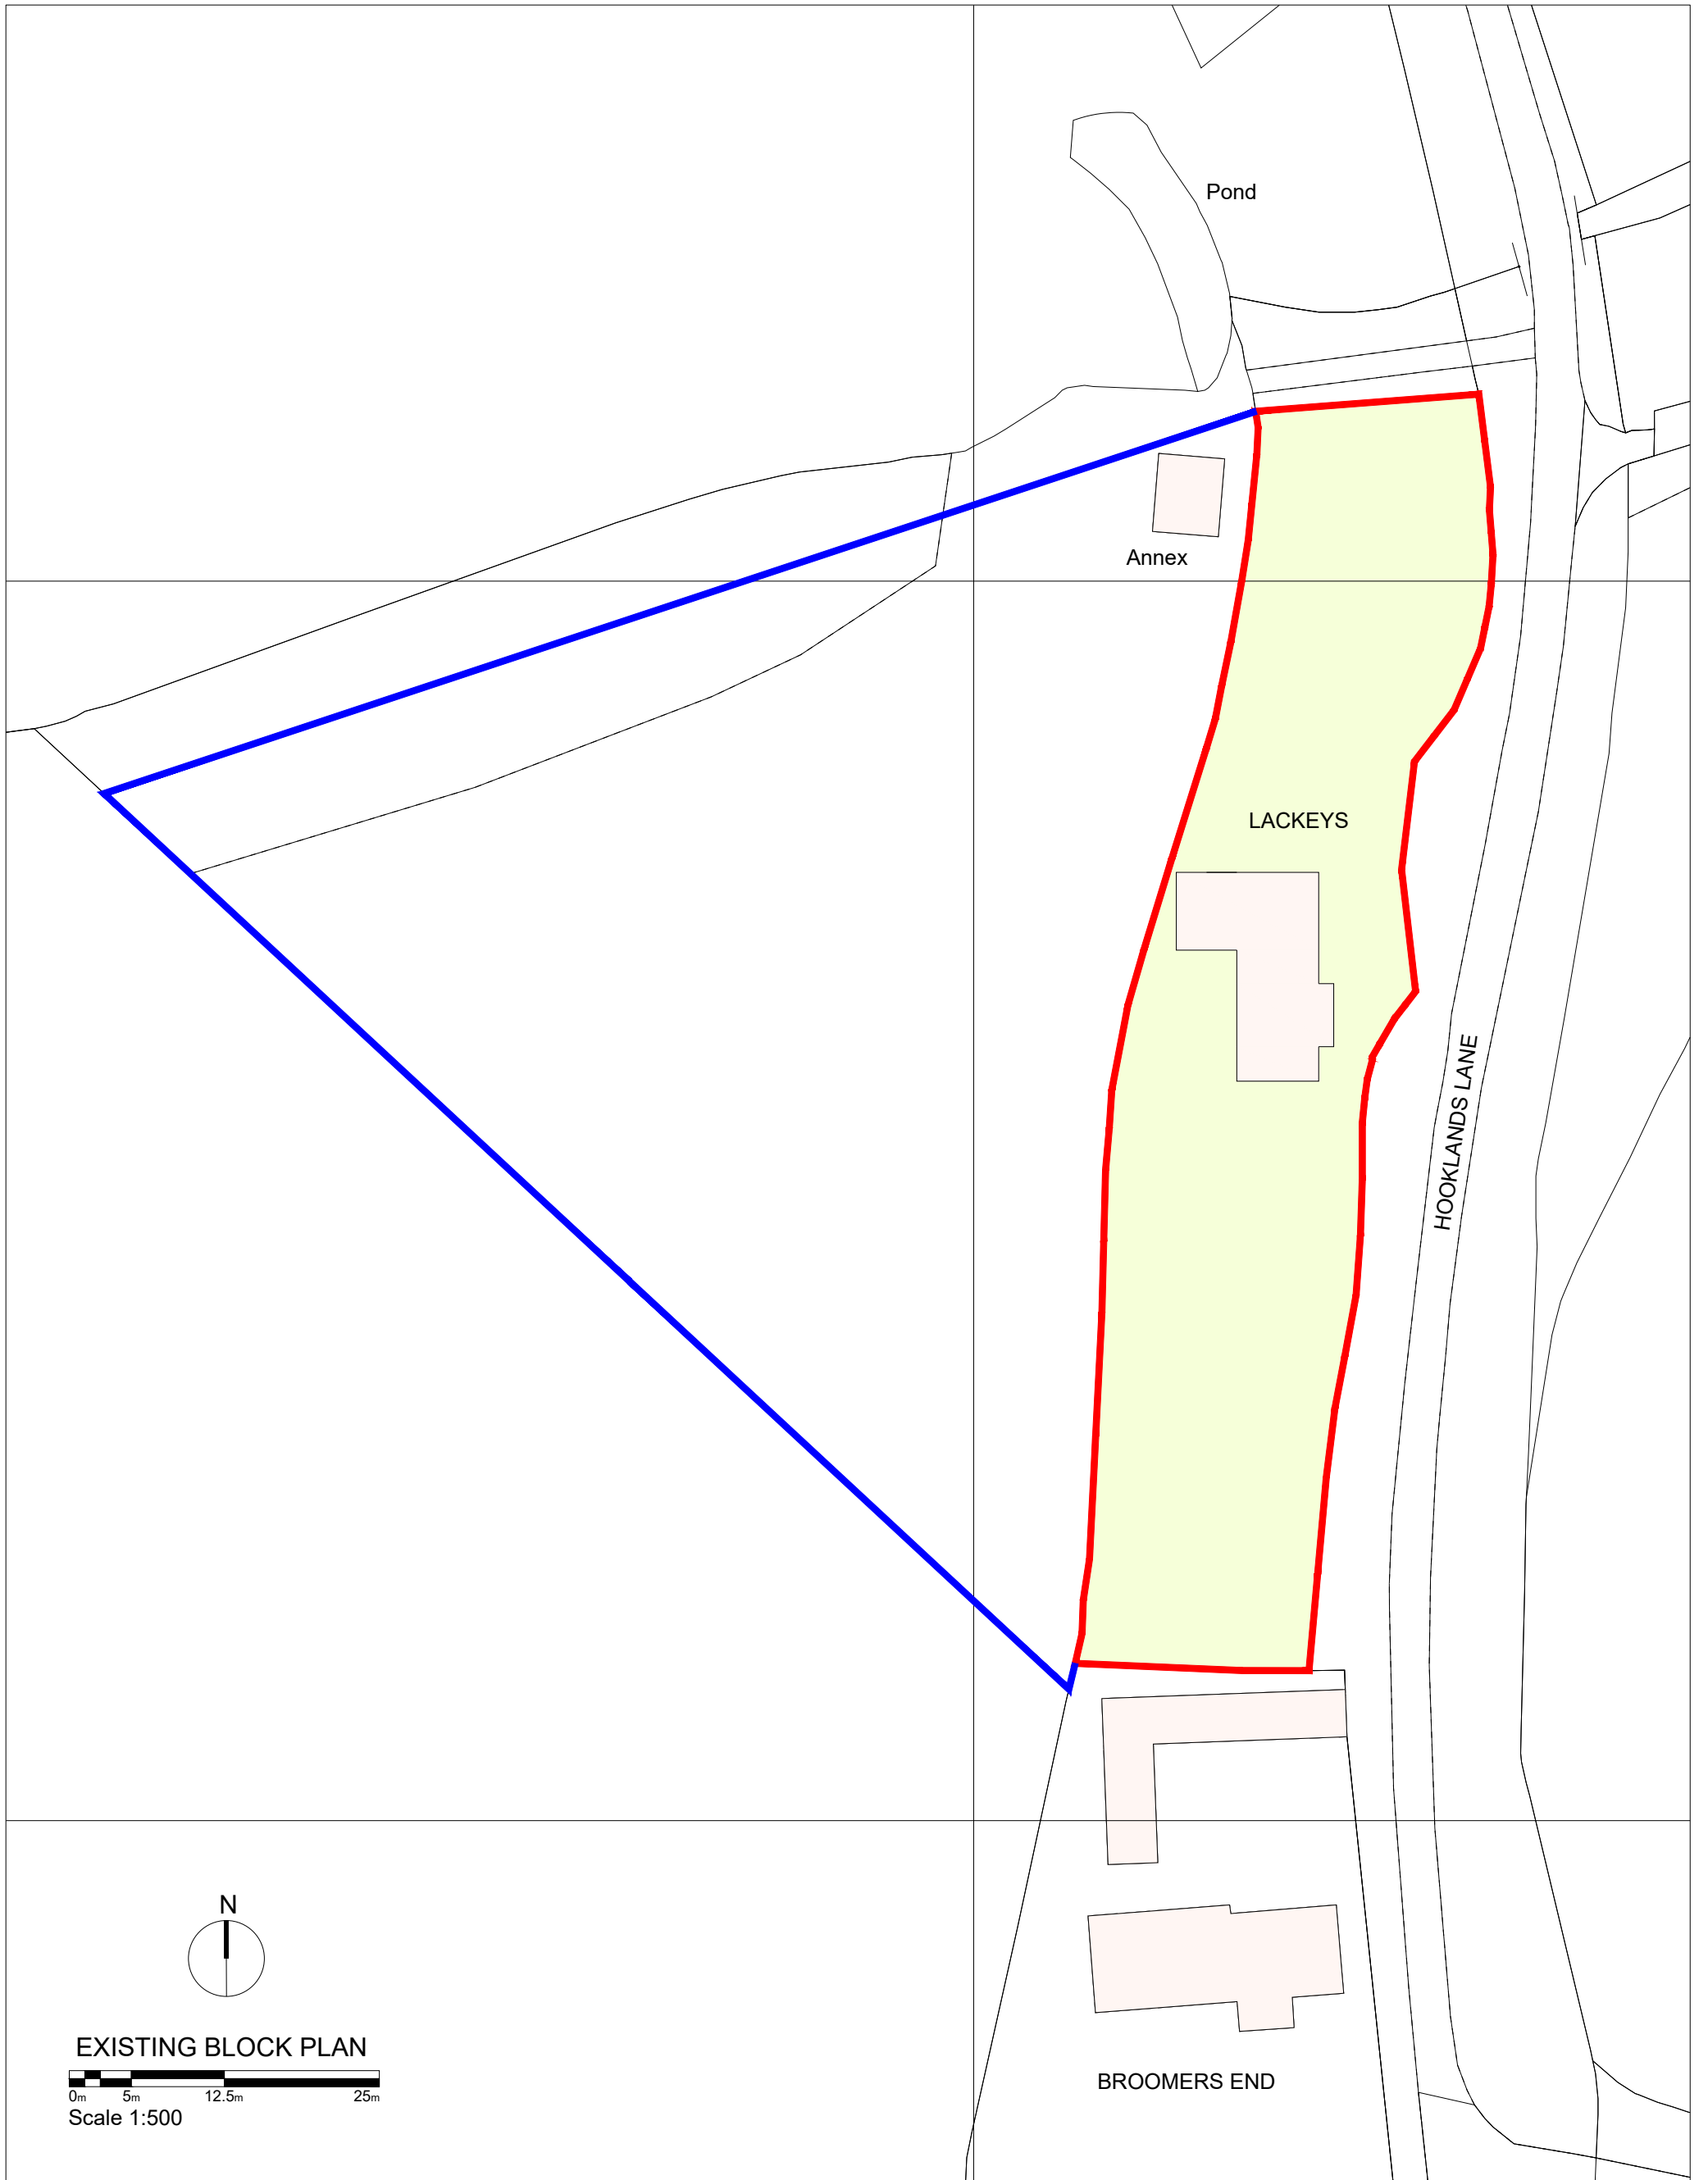 Pond
Annex
LACKEYS
HOOKLANDS LANE
N
EXISTING BLOCK PLAN
0m 5m 12.5m 25m
Scale 1:500
BROOMERS END